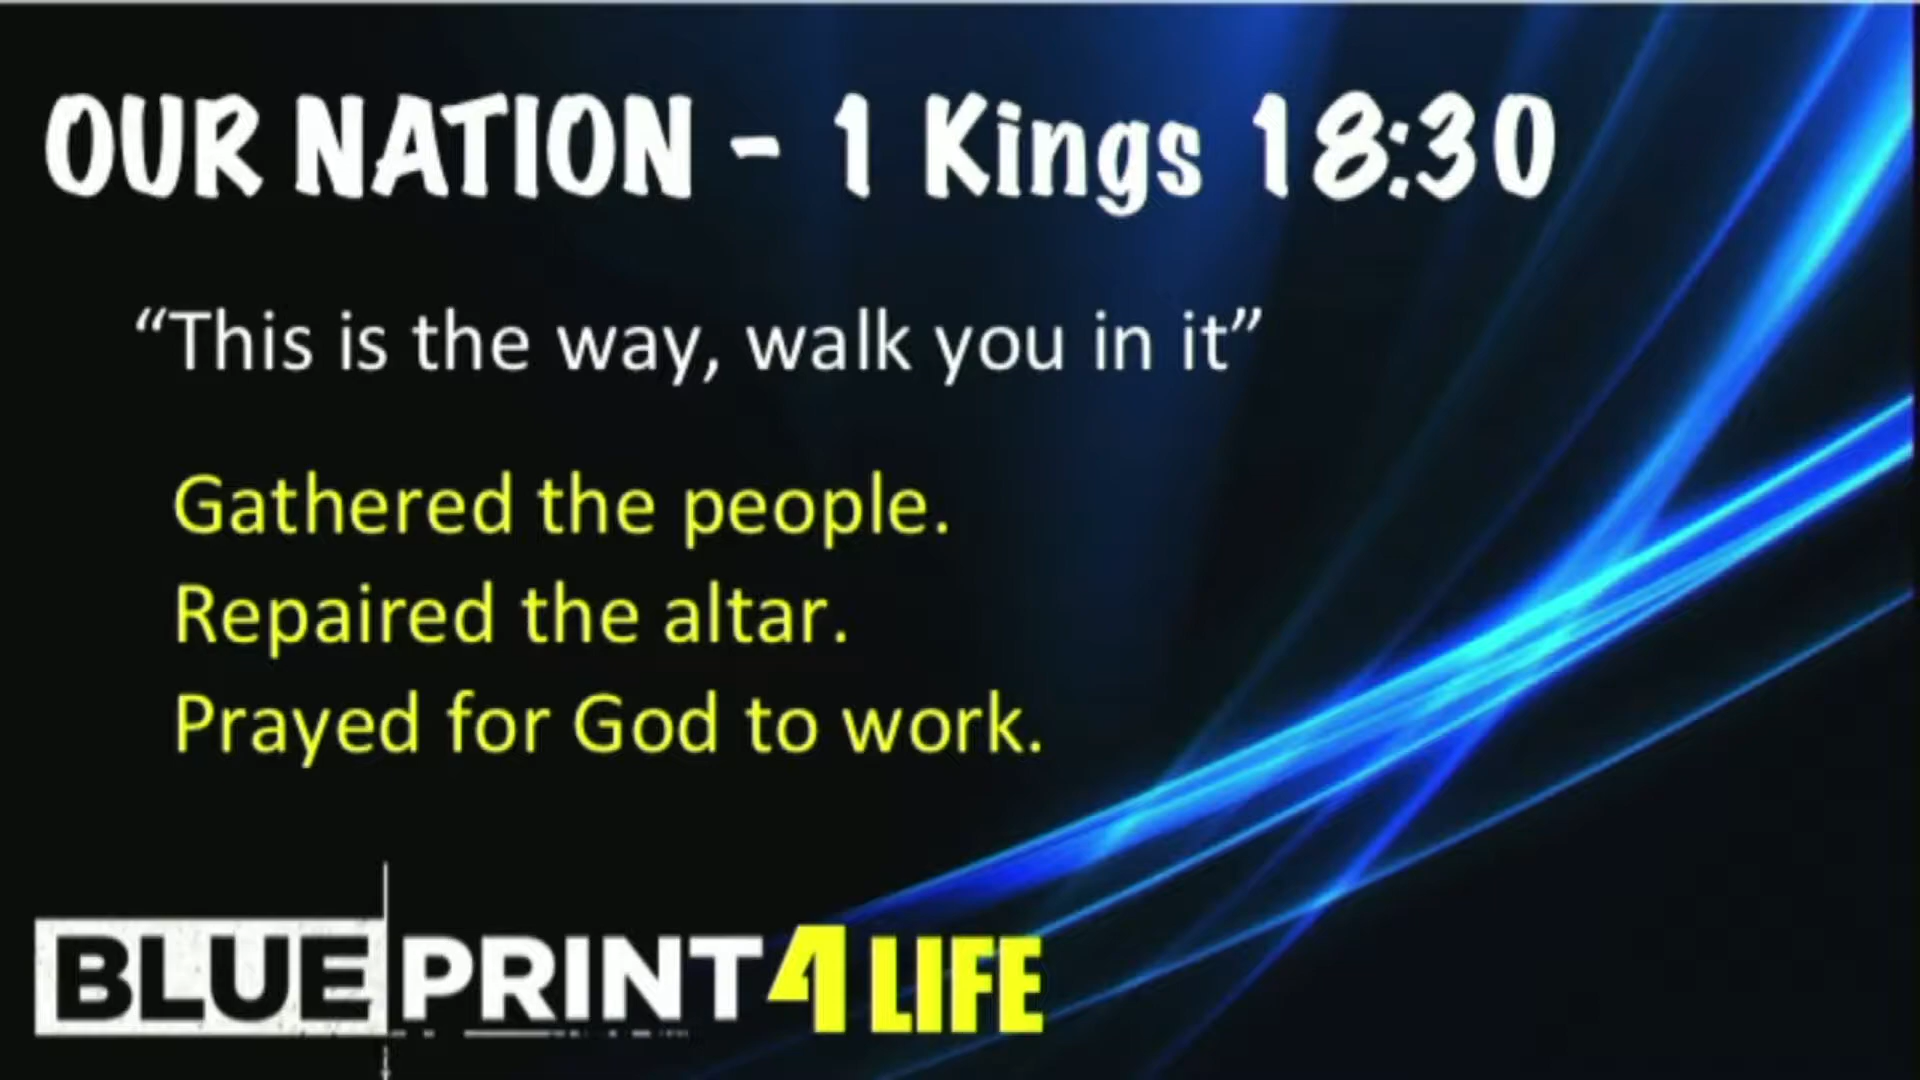 OUR NATION - 1 Kings 18:30
“This is the way, walk you in it”
Gathered the people.
Repaired the altar.
Prayed for God to work.
BLUEPRINT4LIFE